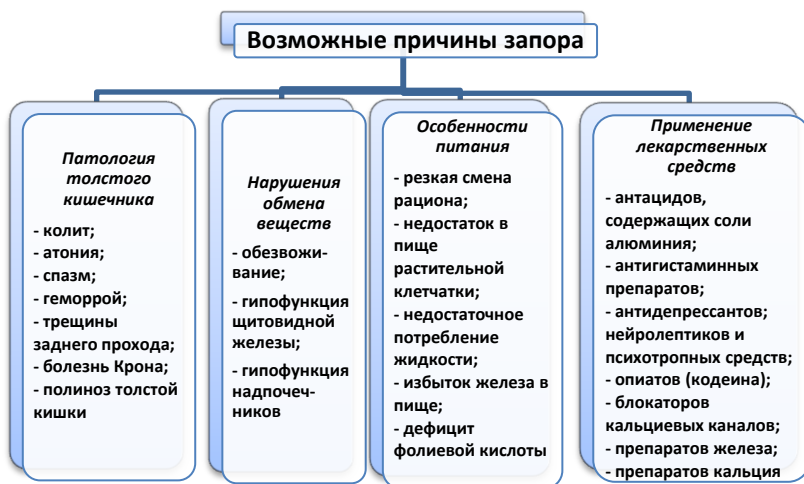 Возможные причины запора
Патология
толстого
кишечника
- колит;
- атония;
- спазм;
- геморрой;
- трещины
заднего прохода;
- болезнь Крона;
- полиноз толстой
кишки
Нарушения
обмена
веществ
- обезвожи-
вание;
- гипофункция
щитовидной
железы;
- гипофункция
надпочеч-
ников
Особенности
питания
- резкая смена
рациона;
- недостаток в
пище
растительной
клетчатки;
- недостаточное
потребление
жидкости;
- избыток железа в
пище;
- дефицит
фолиевой кислоты
Применение
лекарственных
средств
- антацидов,
содержащих соли
алюминия;
- антигистаминных
препаратов;
- антидепрессантов;
нейролептиков и
психотропных средств;
- опиатов (кодеина);
- блокаторов
кальциевых каналов;
- препаратов железа;
- препаратов кальция